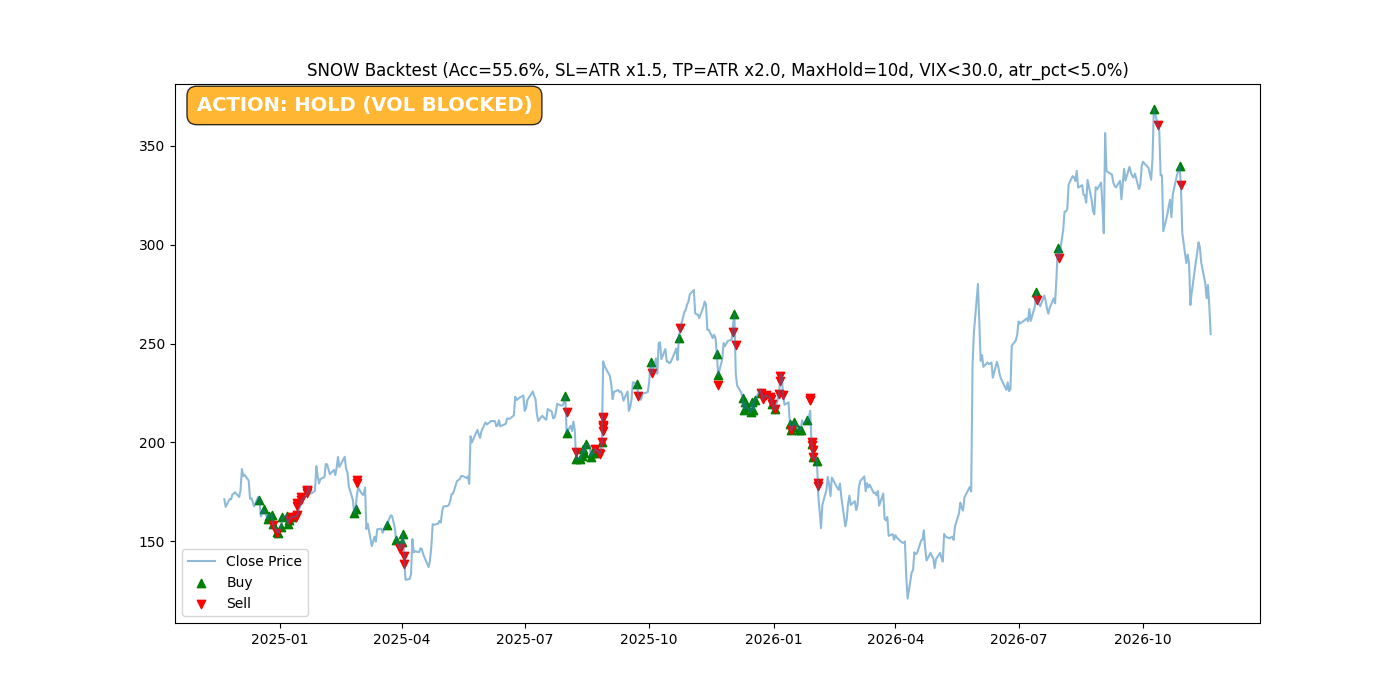 SNOW Backtest (Acc=55.6%, SL=ATR x1.5, TP=ATR x2.0, MaxHold=10d, VIX<30.0, atr_pct<5.0%)
ACTION: HOLD (VOL BLOCKED)
350
300
250
200
150
Close Price
Buy
Sell
2025-01
2025-04
2025-07
2025-10
2026-01
2026-04
2026-07
2026-10